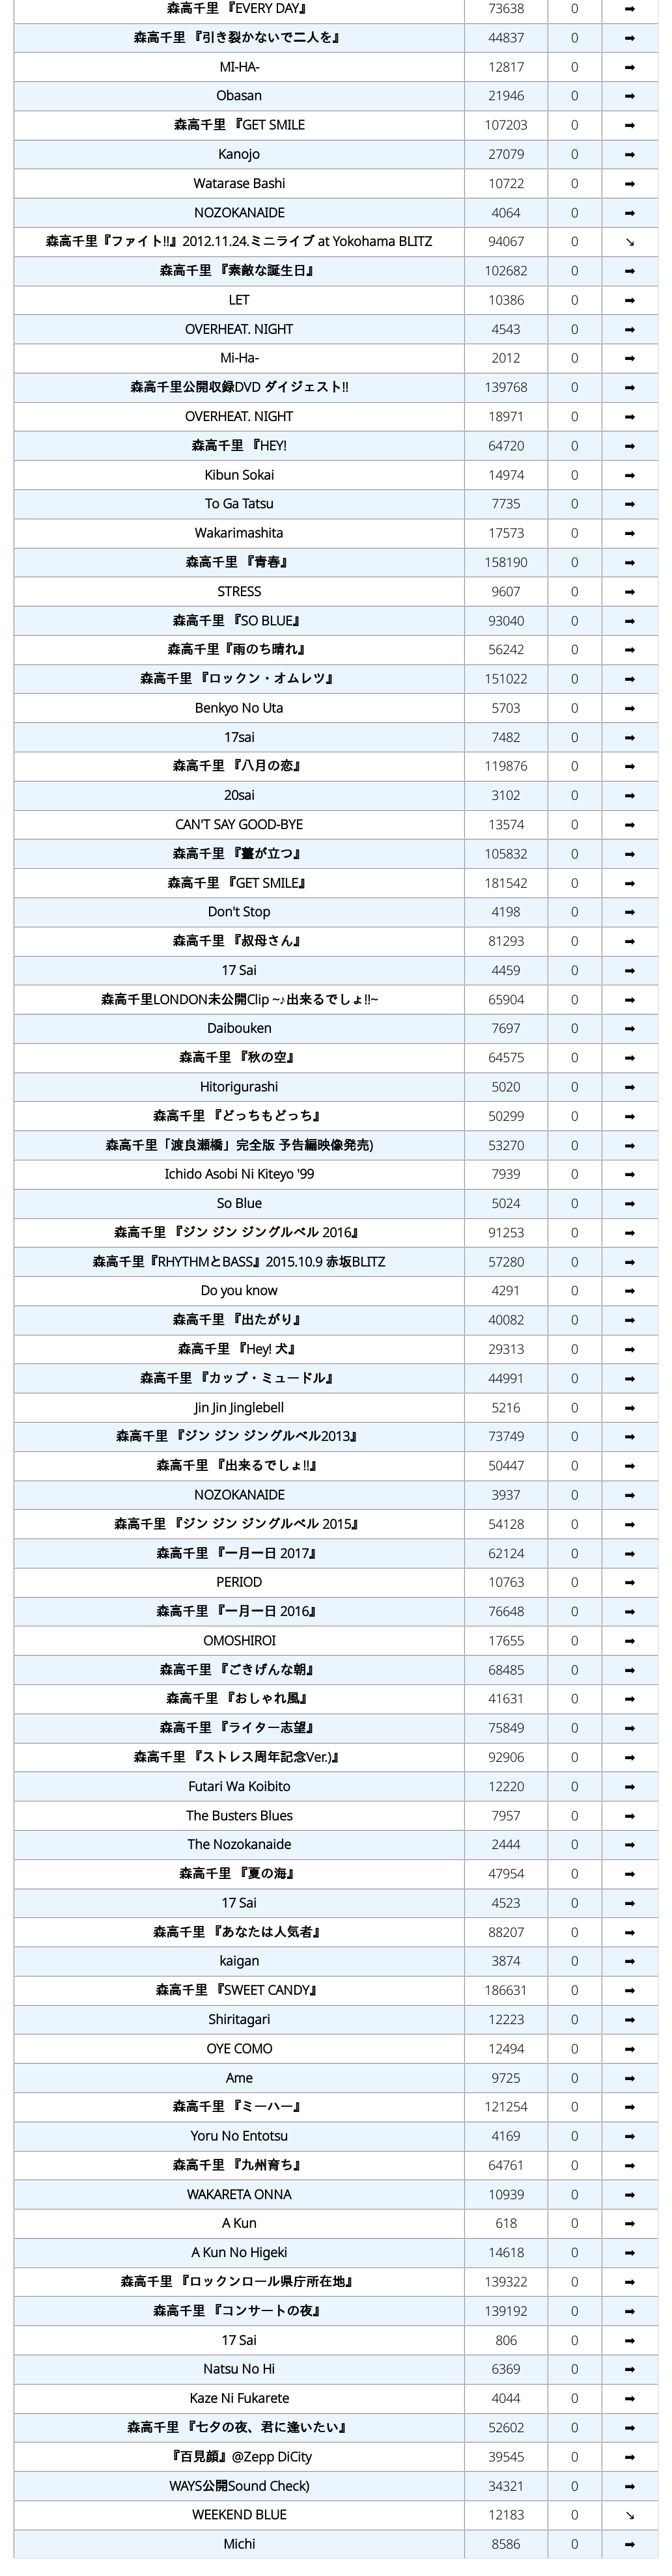 森高千里 『EVERY DAY』 73638 0 ➡
森高千里 『引き裂かないで二人を』 44837 0 ➡
MI-HA- 12817 0 ➡
Obasan 21946 0 ➡
森高千里 『GET SMILE 107203 0 ➡
Kanojo 27079 0 ➡
Watarase Bashi 10722 0 ➡
NOZOKANAIDE 4064 0 ➡
森高千里『ファイト!!』2012.11.24.ミニライブ at Yokohama BLITZ 94067 0 ↘
森高千里 『素敵な誕生日』 102682 0 ➡
LET 10386 0 ➡
OVERHEAT. NIGHT 4543 0 ➡
Mi-Ha- 2012 0 ➡
森高千里公開収録DVD ダイジェスト!! 139768 0 ➡
OVERHEAT. NIGHT 18971 0 ➡
森高千里 『HEY! 64720 0 ➡
Kibun Sokai 14974 0 ➡
To Ga Tatsu 7735 0 ➡
Wakarimashita 17573 0 ➡
森高千里 『青春』 158190 0 ➡
STRESS 9607 0 ➡
森高千里 『SO BLUE』 93040 0 ➡
森高千里『雨のち晴れ』 56242 0 ➡
森高千里 『ロックン・オムレツ』 151022 0 ➡
Benkyo No Uta 5703 0 ➡
17sai 7482 0 ➡
森高千里 『八月の恋』 119876 0 ➡
20sai 3102 0 ➡
CAN'T SAY GOOD-BYE 13574 0 ➡
森高千里 『薹が立つ』 105832 0 ➡
森高千里 『GET SMILE』 181542 0 ➡
Don't Stop 4198 0 ➡
森高千里 『叔母さん』 81293 0 ➡
17 Sai 4459 0 ➡
森高千里LONDON未公開Clip ~♪出来るでしょ!!~ 65904 0 ➡
Daibouken 7697 0 ➡
森高千里 『秋の空』 64575 0 ➡
Hitorigurashi 5020 0 ➡
森高千里 『どっちもどっち』 50299 0 ➡
森高千里「渡良瀬橋」完全版 予告編映像発売) 53270 0 ➡
Ichido Asobi Ni Kiteyo '99 7939 0 ➡
So Blue 5024 0 ➡
森高千里 『ジン ジン ジングルベル 2016』 91253 0 ➡
森高千里『RHYTHMとBASS』2015.10.9 赤坂BLITZ 57280 0 ➡
Do you know 4291 0 ➡
森高千里 『出たがり』 40082 0 ➡
森高千里 『Hey! 犬』 29313 0 ➡
森高千里 『カップ・ミュードル』 44991 0 ➡
Jin Jin Jinglebell 5216 0 ➡
森高千里 『ジン ジン ジングルベル2013』 73749 0 ➡
森高千里 『出来るでしょ!!』 50447 0 ➡
NOZOKANAIDE 3937 0 ➡
森高千里 『ジン ジン ジングルベル 2015』 54128 0 ➡
森高千里 『一月一日 2017』 62124 0 ➡
PERIOD 10763 0 ➡
森高千里 『一月一日 2016』 76648 0 ➡
OMOSHIROI 17655 0 ➡
森高千里 『ごきげんな朝』 68485 0 ➡
森高千里 『おしゃれ風』 41631 0 ➡
森高千里 『ライター志望』 75849 0 ➡
森高千里 『ストレス周年記念Ver.)』 92906 0 ➡
Futari Wa Koibito 12220 0 ➡
The Busters Blues 7957 0 ➡
The Nozokanaide 2444 0 ➡
森高千里 『夏の海』 47954 0 ➡
17 Sai 4523 0 ➡
森高千里 『あなたは人気者』 88207 0 ➡
kaigan 3874 0 ➡
森高千里 『SWEET CANDY』 186631 0 ➡
Shiritagari 12223 0 ➡
OYE COMO 12494 0 ➡
Ame 9725 0 ➡
森高千里 『ミーハー』 121254 0 ➡
Yoru No Entotsu 4169 0 ➡
森高千里 『九州育ち』 64761 0 ➡
WAKARETA ONNA 10939 0 ➡
A Kun 618 0 ➡
A Kun No Higeki 14618 0 ➡
森高千里 『ロックンロール県庁所在地』 139322 0 ➡
森高千里 『コンサートの夜』 139192 0 ➡
17 Sai 806 0 ➡
Natsu No Hi 6369 0 ➡
Kaze Ni Fukarete 4044 0 ➡
森高千里 『七夕の夜、君に逢いたい』 52602 0 ➡
『百見顔』@Zepp DiCity 39545 0 ➡
WAYS公開Sound Check) 34321 0 ➡
WEEKEND BLUE 12183 0 ↘
Michi 8586 0 ➡